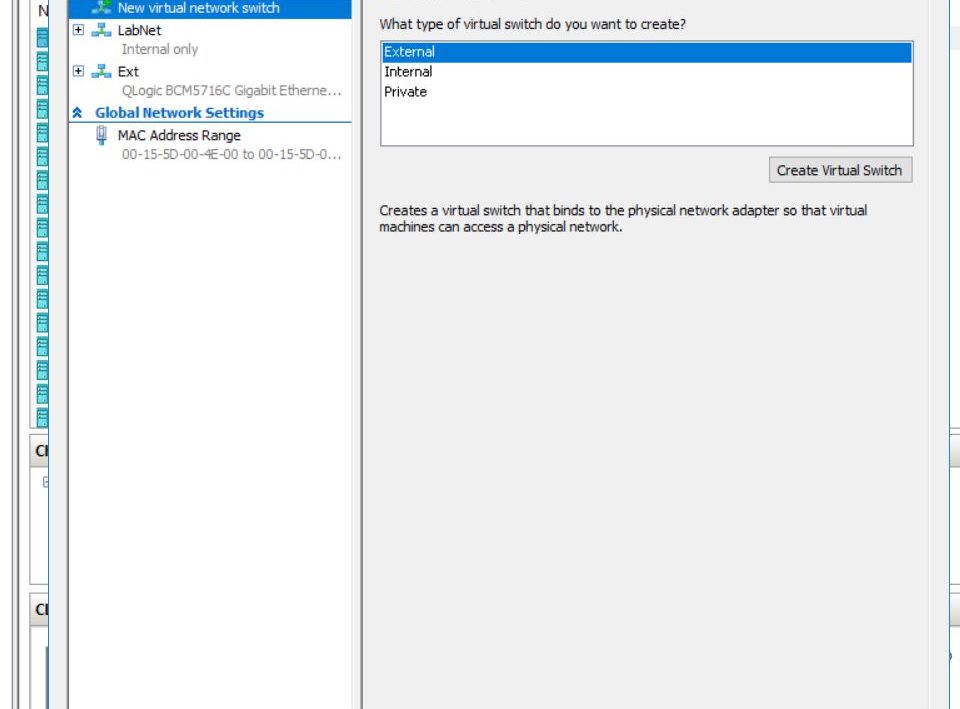 N
New virtual network switch
LabNet
Internal only
Ext
QLogic BCM5716C Gigabit Etherne...
Global Network Settings
MAC Address Range
00-15-5D-00-4E-00 to 00-15-5D-0...
What type of virtual switch do you want to create?
External
Internal
Private
Create Virtual Switch
Creates a virtual switch that binds to the physical network adapter so that virtual
machines can access a physical network.